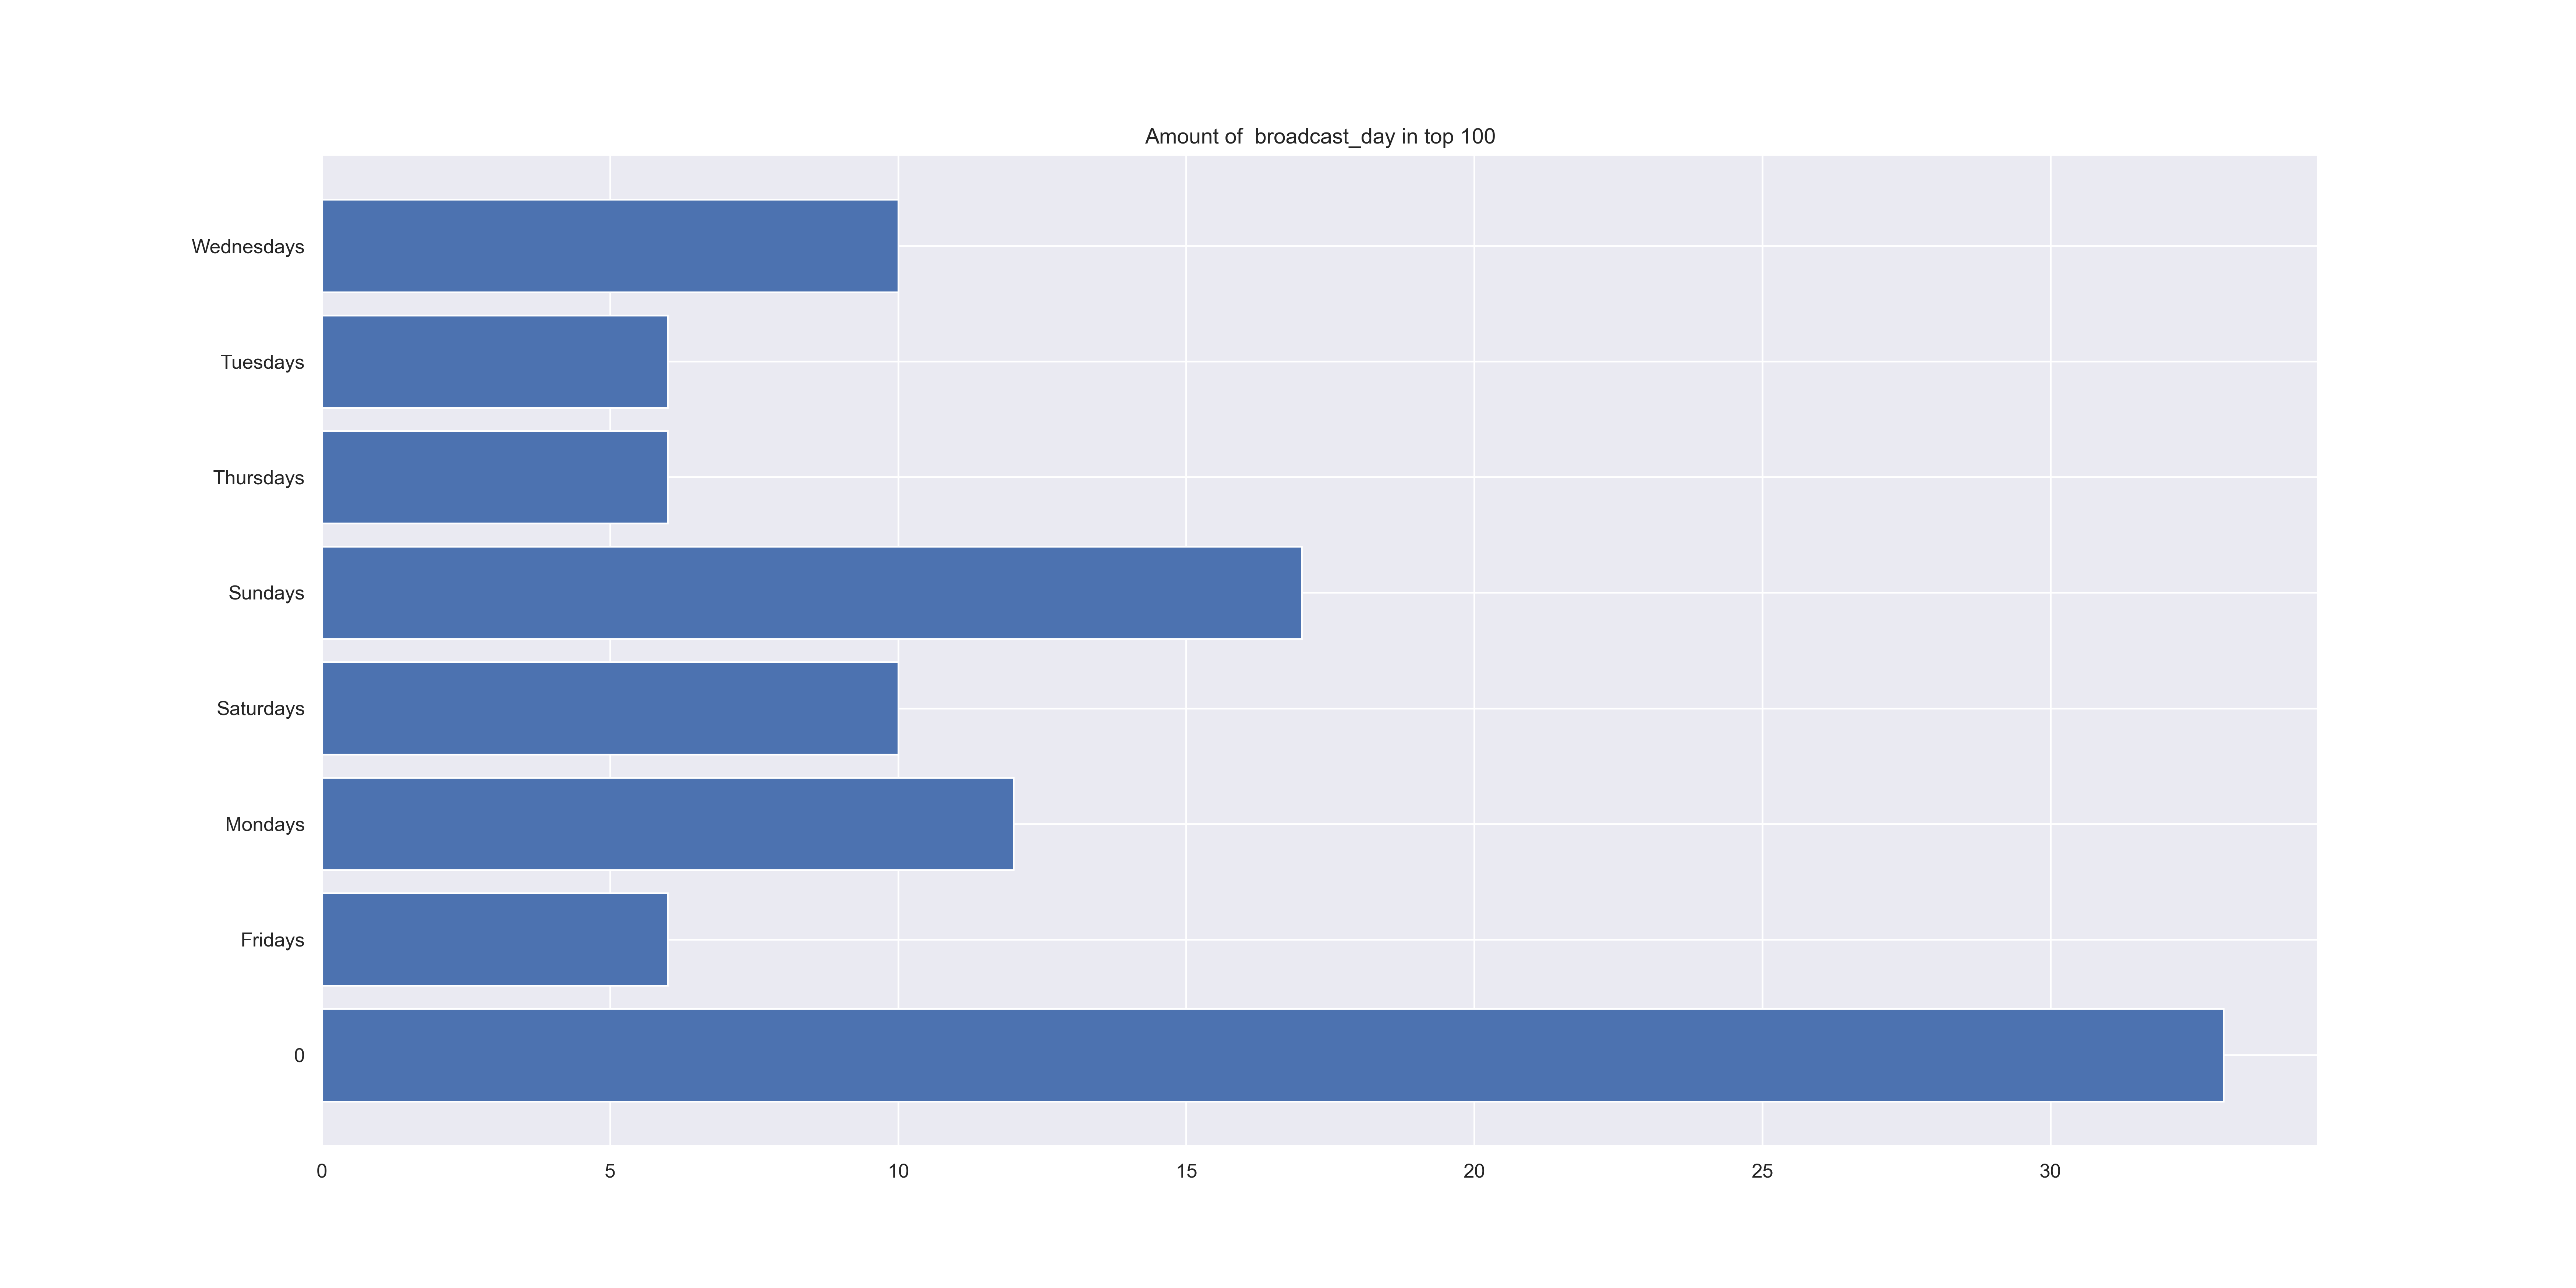 Amount of  broadcast_day in top 100
Wednesdays
Tuesdays
Thursdays
Sundays
Saturdays
Mondays
Fridays
0
0 5 10 15 20 25 30